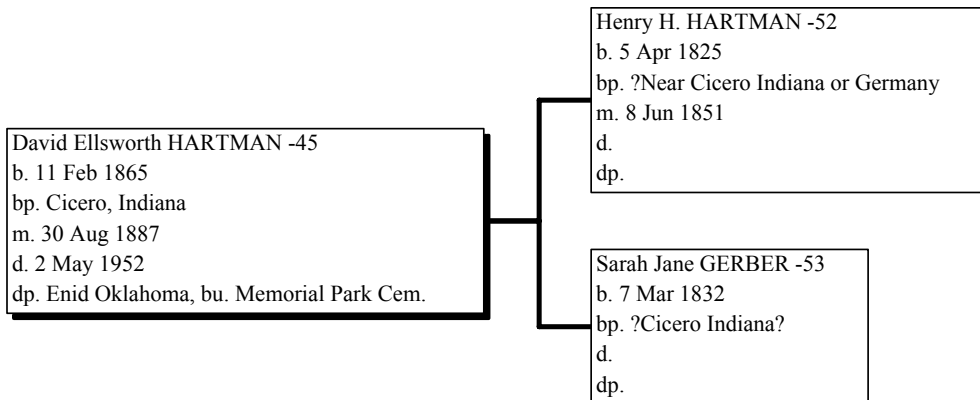 Henry H. HARTMAN -52
b. 5 Apr 1825
bp. ?Near Cicero Indiana or Germany
m. 8 Jun 1851
d.
dp.
David Ellsworth HARTMAN -45
b. 11 Feb 1865
bp. Cicero, Indiana
m. 30 Aug 1887
d. 2 May 1952
dp. Enid Oklahoma, bu. Memorial Park Cem.
Sarah Jane GERBER -53
b. 7 Mar 1832
bp. ?Cicero Indiana?
d.
dp.